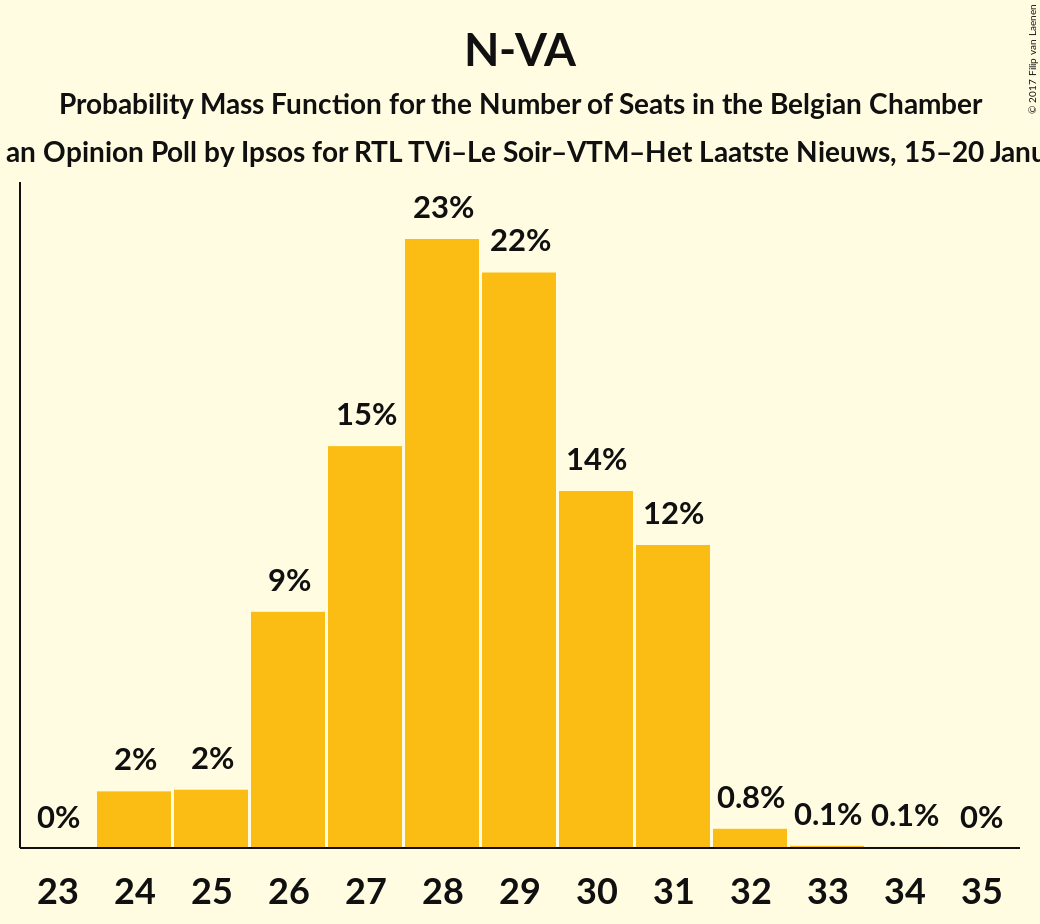 N-VA
Probability Mass Function for the Number of Seats in the Belgian Chamber
an Opinion Poll by Ipsos for RTL TVi–Le Soir–VTM–Het Laatste Nieuws, 15–20
© 2017 Filip van Laenen
23%
22%
15%
14%
12%
9%
2%
2%
0.8%
0.1%
0.1%
0%
0%
23 24 25 26 27 28 29 30 31 32 33 34 35